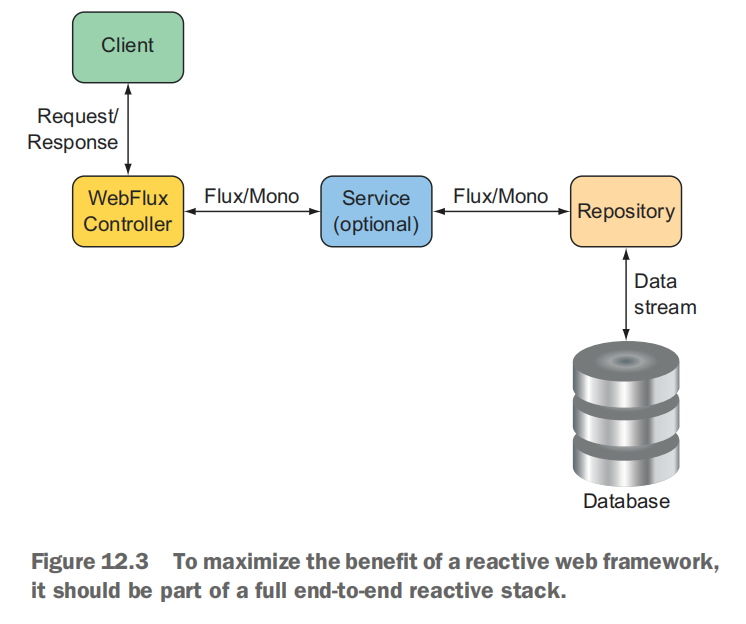 Client
Request/
Response
WebFlux
Controller
Flux/Mono
Service
(optional)
Flux/Mono
Repository
Data
stream
Database
Figure 12.3 To maximize the benefit of a reactive web framework,
it should be part of a full end-to-end reactive stack.